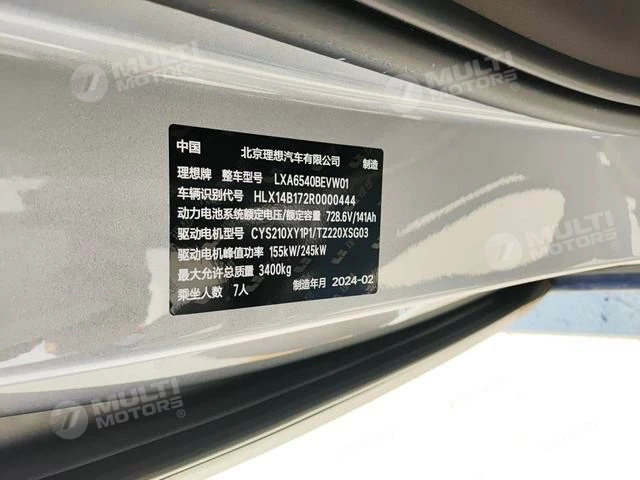 MULTI
MOTORS®
MULTI
MOTORS®
中国 北京理想汽车有限公司 制造
理想牌 整车型号 LXA6540BEVW01
车辆识别代号 HLX14B172R0000444
动力电池系统额定电压/额定容量 728.6V/141Ah
驱动电机型号 CYS210XY1P1/TZ220XSG03
驱动电机峰值功率 155kW/245kW
最大允许总质量 3400kg
乘坐人数 7人 制造年月 2024-02
MULTI
MOTORS®
MULTI
MOTORS®